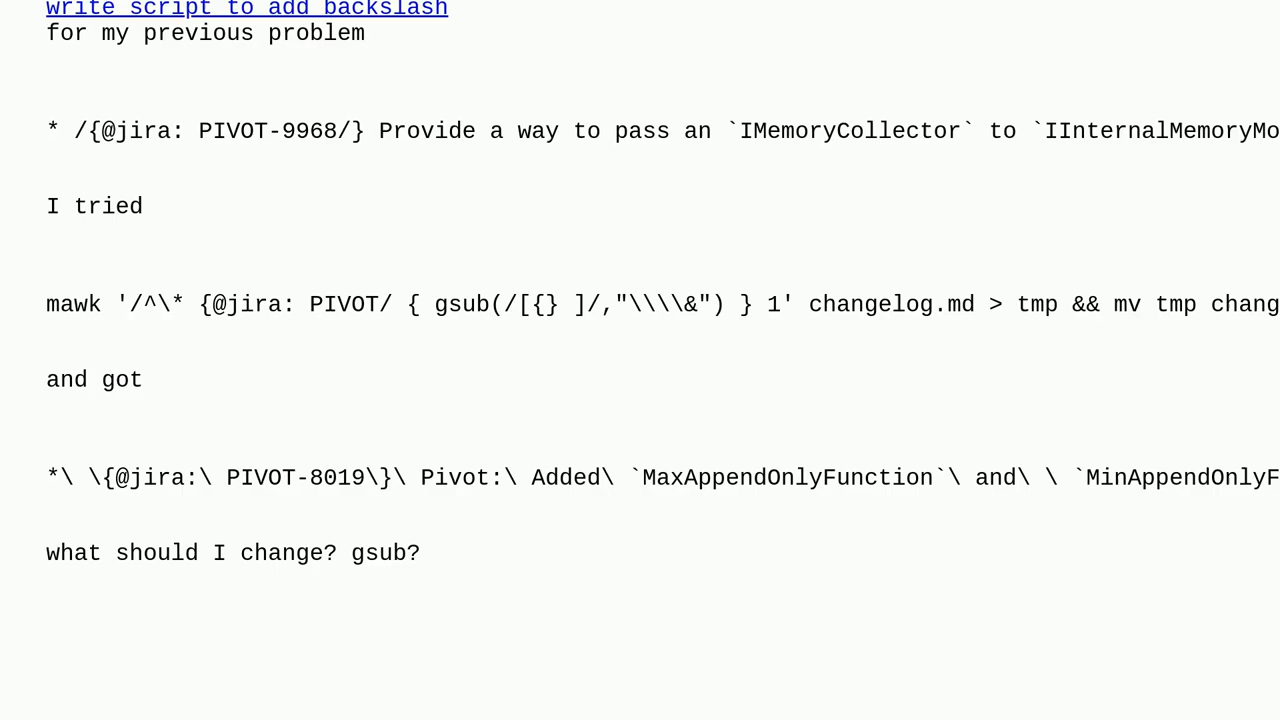 write script to add backslash
for my previous problem
* /{@jira: PIVOT-9968/} Provide a way to pass an `IMemoryCollector` to `IInternalMemoryMo
I tried
mawk '/^\* {@jira: PIVOT/ { gsub(/[{} ]/,"\\\\&") } 1' changelog.md > tmp && mv tmp chang
and got
*\ \{@jira:\ PIVOT-8019\}\ Pivot:\ Added\ `MaxAppendOnlyFunction`\ and\ \ `MinAppendOnlyF
what should I change? gsub?